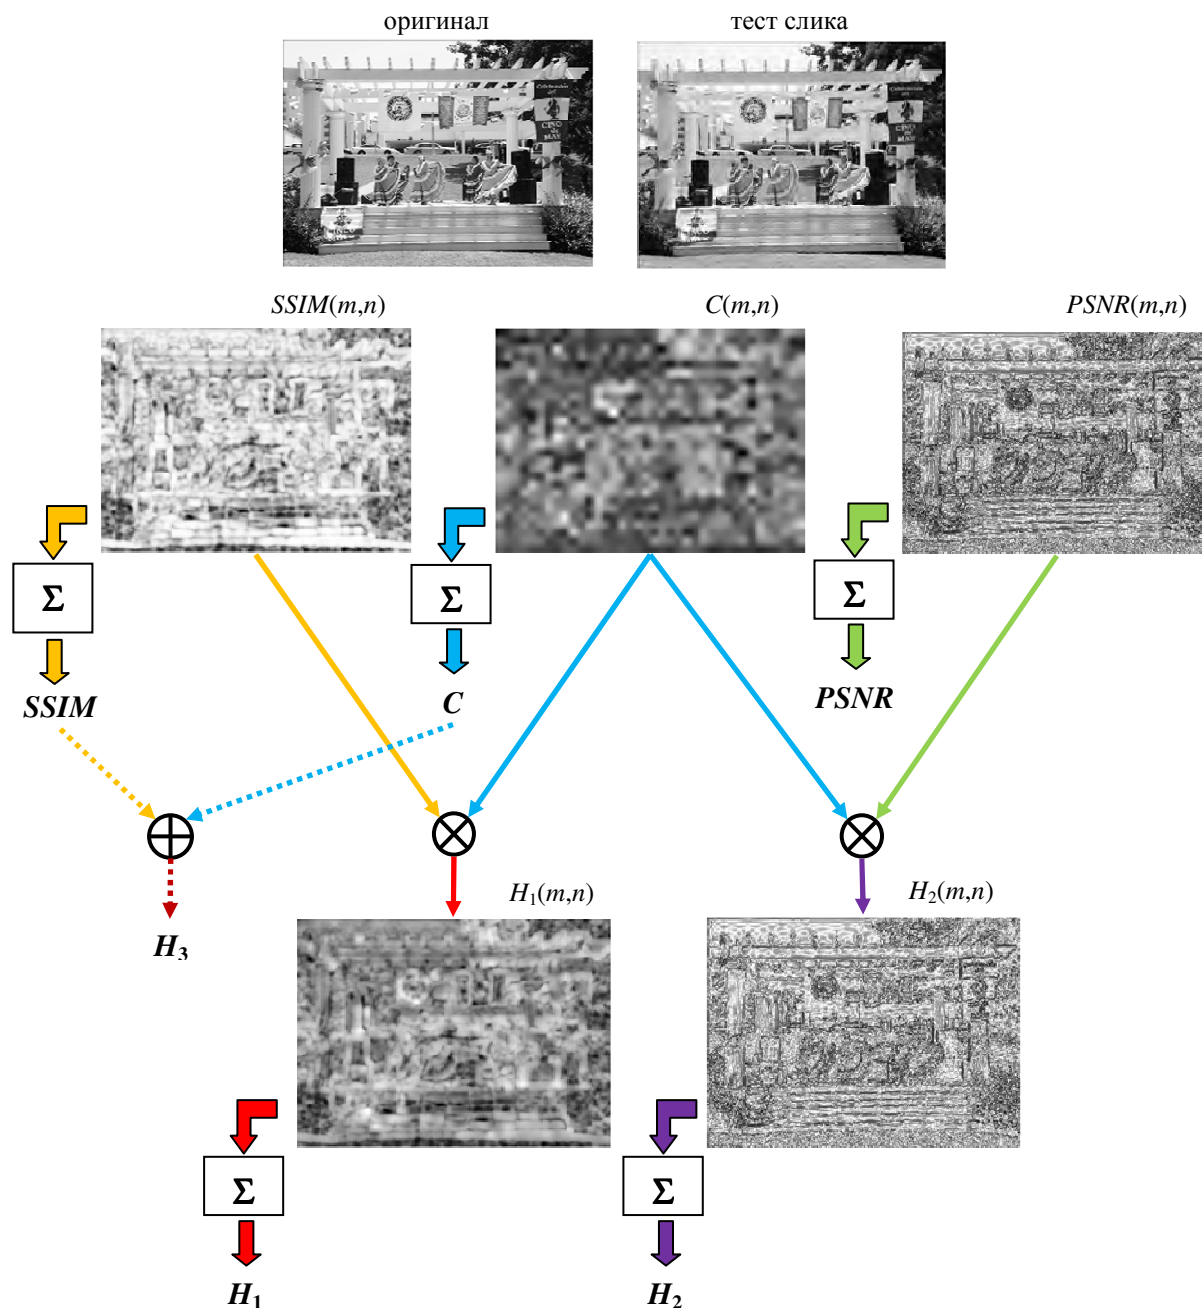 оригинал
тест слика
SSIM(m,n)
C(m,n)
PSNR(m,n)
Σ
Σ
Σ
SSIM
C
PSNR
H₁(m,n)
H₂(m,n)
H₃
Σ
Σ
H₁
H₂